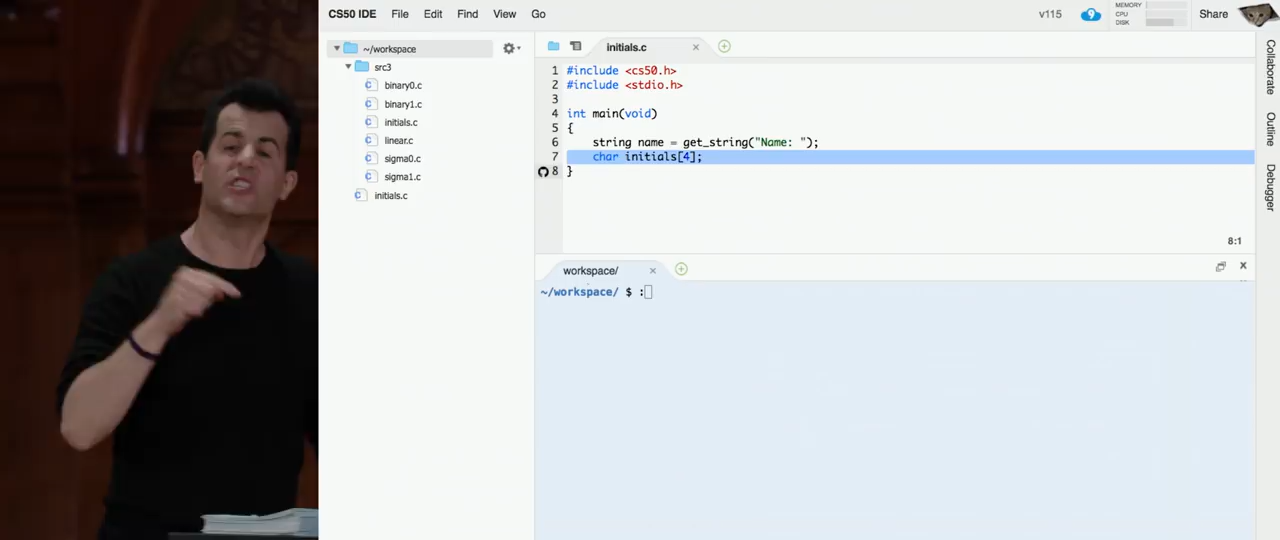 CS50 IDE File Edit Find View Go v115 9 MEMORY CPU DISK Share
~/workspace
src3
binary0.c
binary1.c
initials.c
linear.c
sigma0.c
sigma1.c
initials.c
initials.c
1 #include <cs50.h>
2 #include <stdio.h>
3
4 int main(void)
5 {
6 string name = get_string("Name: ");
7 char initials[4];
8 }
8:1
workspace/
~/workspace/ $ :
Collaborate
Outline
Debugger